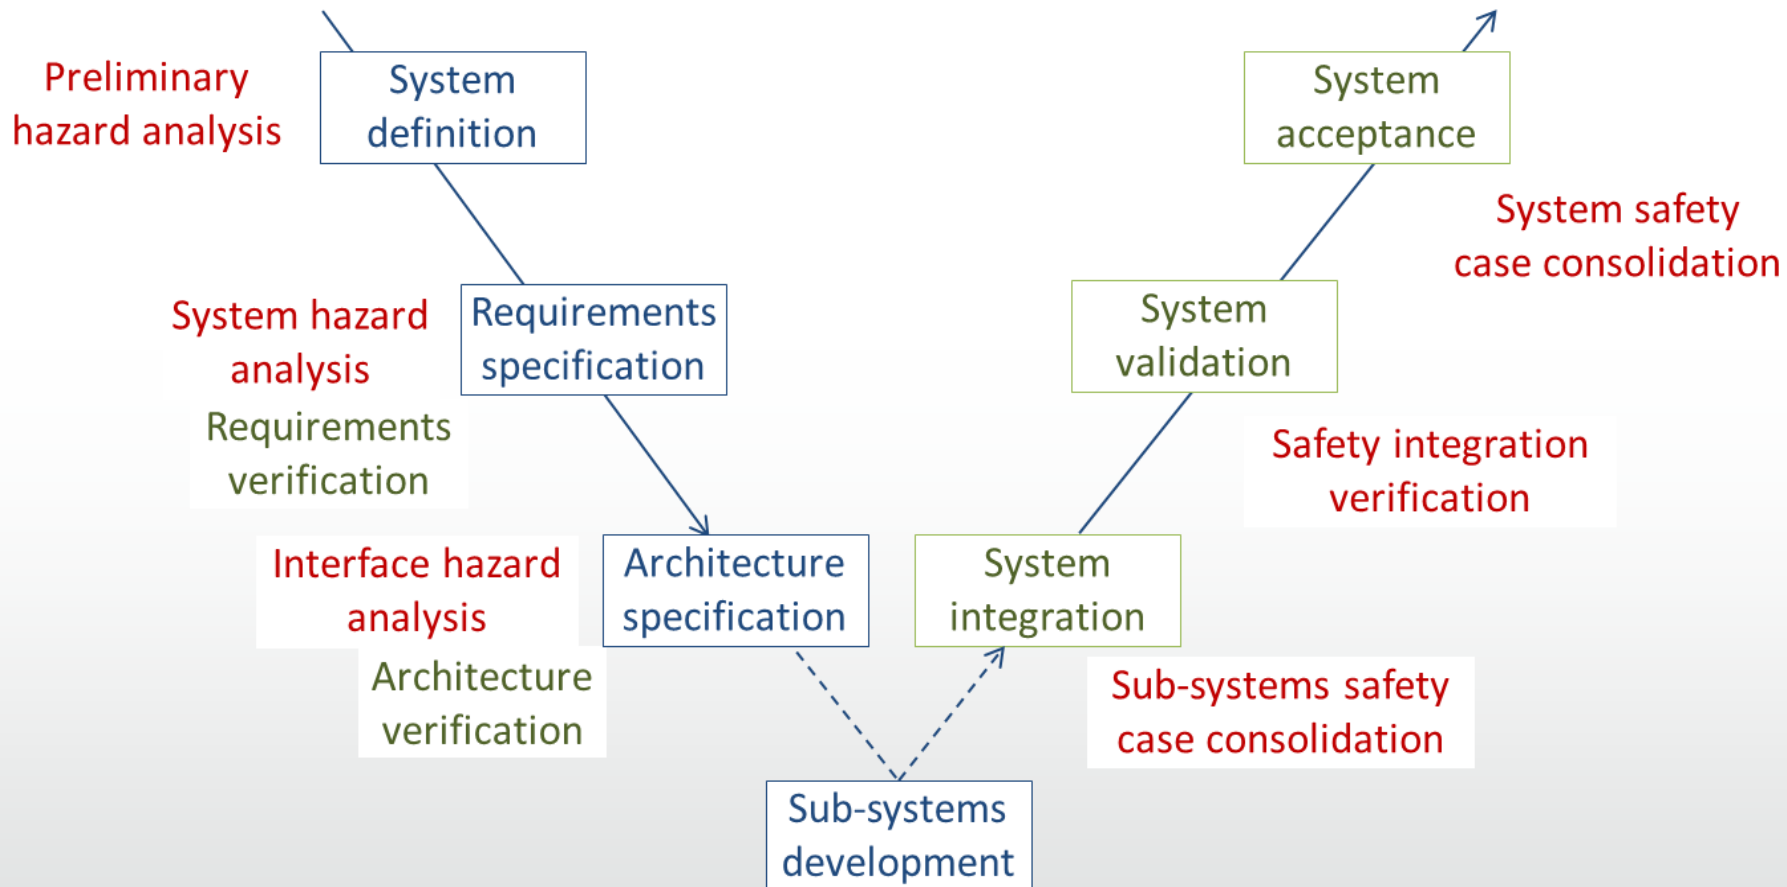 Preliminary
hazard analysis
System
definition
System
acceptance
System safety
case consolidation
System hazard
analysis
Requirements
verification
Requirements
specification
System
validation
Safety integration
verification
Interface hazard
analysis
Architecture
verification
Architecture
specification
System
integration
Sub-systems safety
case consolidation
Sub-systems
development